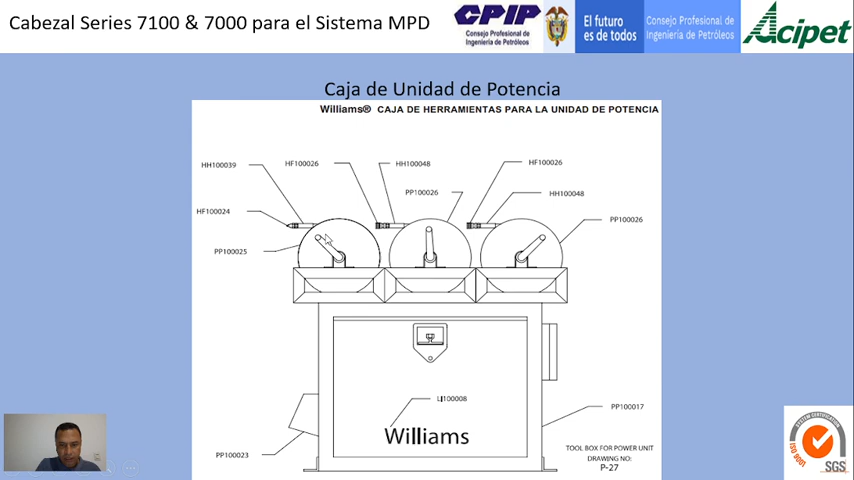 Cabezal Series 7100 & 7000 para el Sistema MPD
CPIP
Consejo Profesional de
Ingeniería de Petróleos
El futuro
es de todos
Consejo Profesional de
Ingeniería de Petróleos
Acipet
Caja de Unidad de Potencia
Williams® CAJA DE HERRAMIENTAS PARA LA UNIDAD DE POTENCIA
HH100039
HF100026
HH100048
HF100026
PP100026
HH100048
HF100024
PP100026
PP100025
LI100008
PP100017
Williams
PP100023
TOOL BOX FOR POWER UNIT
DRAWING NO:
P-27
SYSTEM CERTIFICATION
ISO 9001
SGS